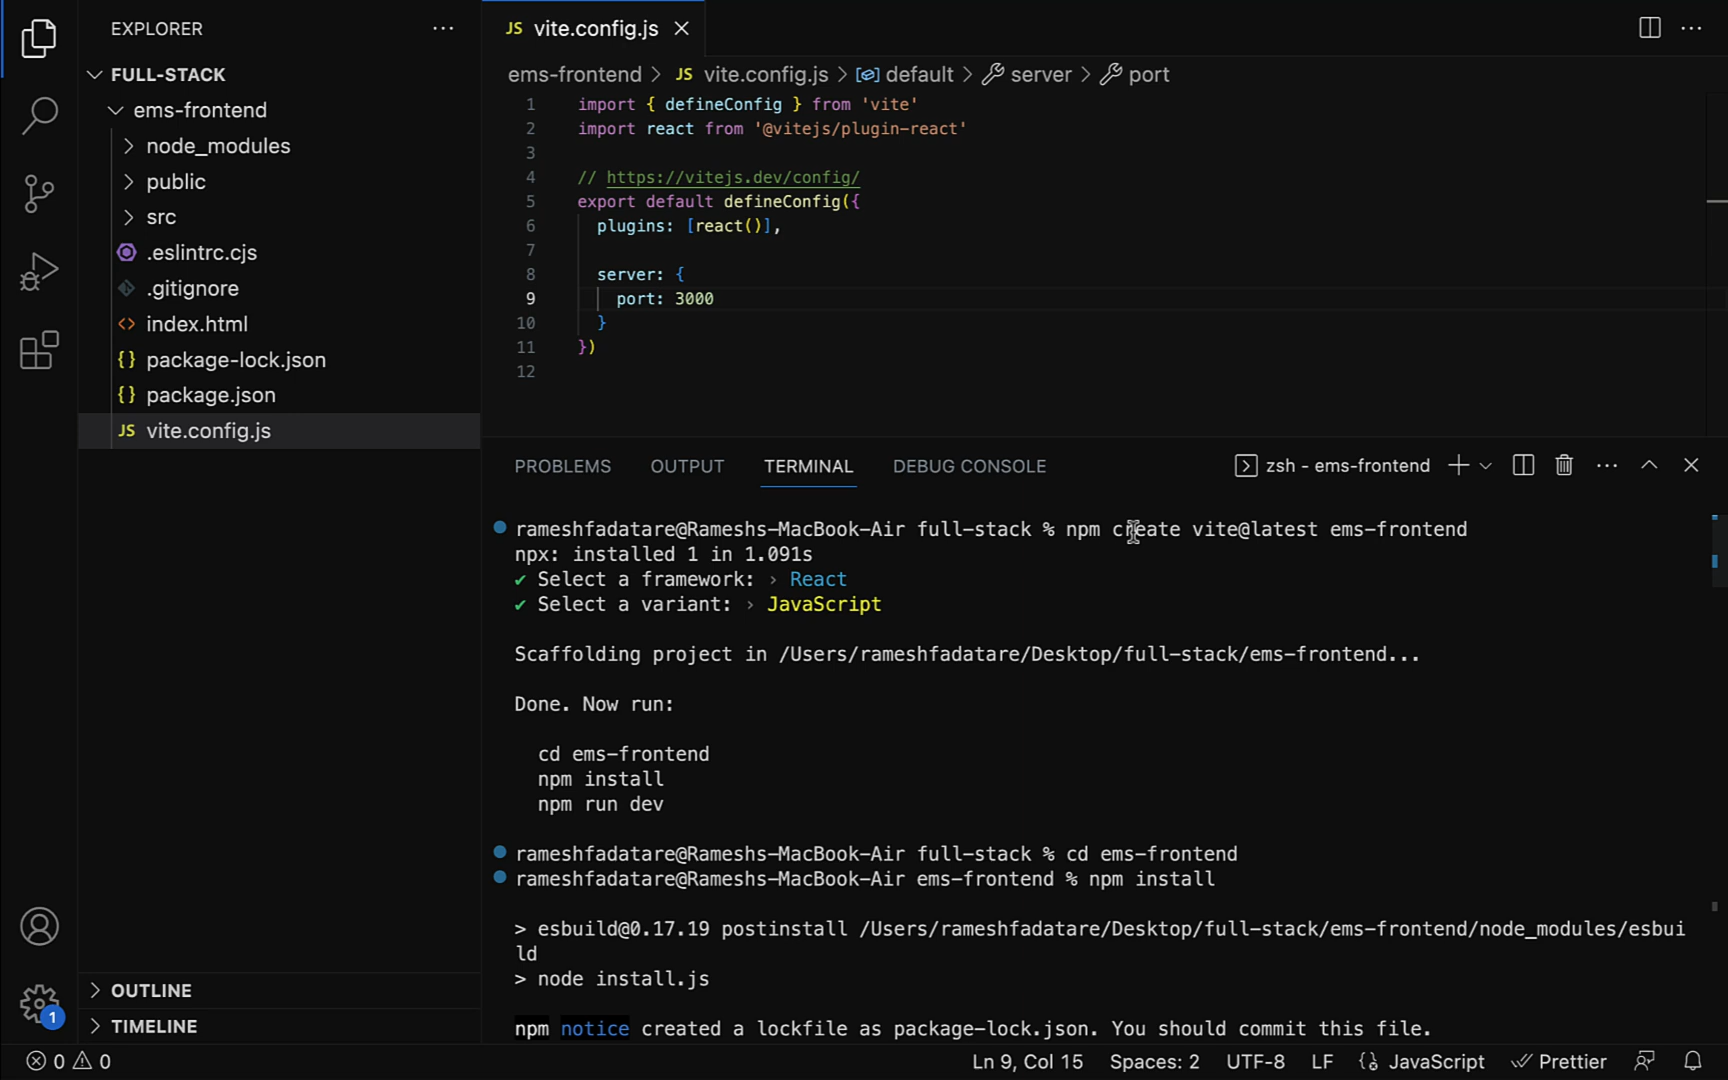 EXPLORER
FULL-STACK
ems-frontend
node_modules
public
src
.eslintrc.cjs
.gitignore
index.html
package-lock.json
package.json
JS vite.config.js
OUTLINE
TIMELINE
JS vite.config.js
ems-frontend > JS vite.config.js > default > server > port
1 import { defineConfig } from 'vite'
2 import react from '@vitejs/plugin-react'
3
4 // https://vitejs.dev/config/
5 export default defineConfig({
6 plugins: [react()],
7
8 server: {
9 port: 3000
10 }
11 })
12
PROBLEMS OUTPUT TERMINAL DEBUG CONSOLE zsh - ems-frontend
rameshfadatare@Rameshs-MacBook-Air full-stack % npm create vite@latest ems-frontend
npx: installed 1 in 1.091s
✔ Select a framework: › React
✔ Select a variant: › JavaScript
Scaffolding project in /Users/rameshfadatare/Desktop/full-stack/ems-frontend...
Done. Now run:
cd ems-frontend
npm install
npm run dev
rameshfadatare@Rameshs-MacBook-Air full-stack % cd ems-frontend
rameshfadatare@Rameshs-MacBook-Air ems-frontend % npm install
> esbuild@0.17.19 postinstall /Users/rameshfadatare/Desktop/full-stack/ems-frontend/node_modules/esbui
ld
> node install.js
npm notice created a lockfile as package-lock.json. You should commit this file.
1
0 0 Ln 9, Col 15 Spaces: 2 UTF-8 LF {} JavaScript Prettier